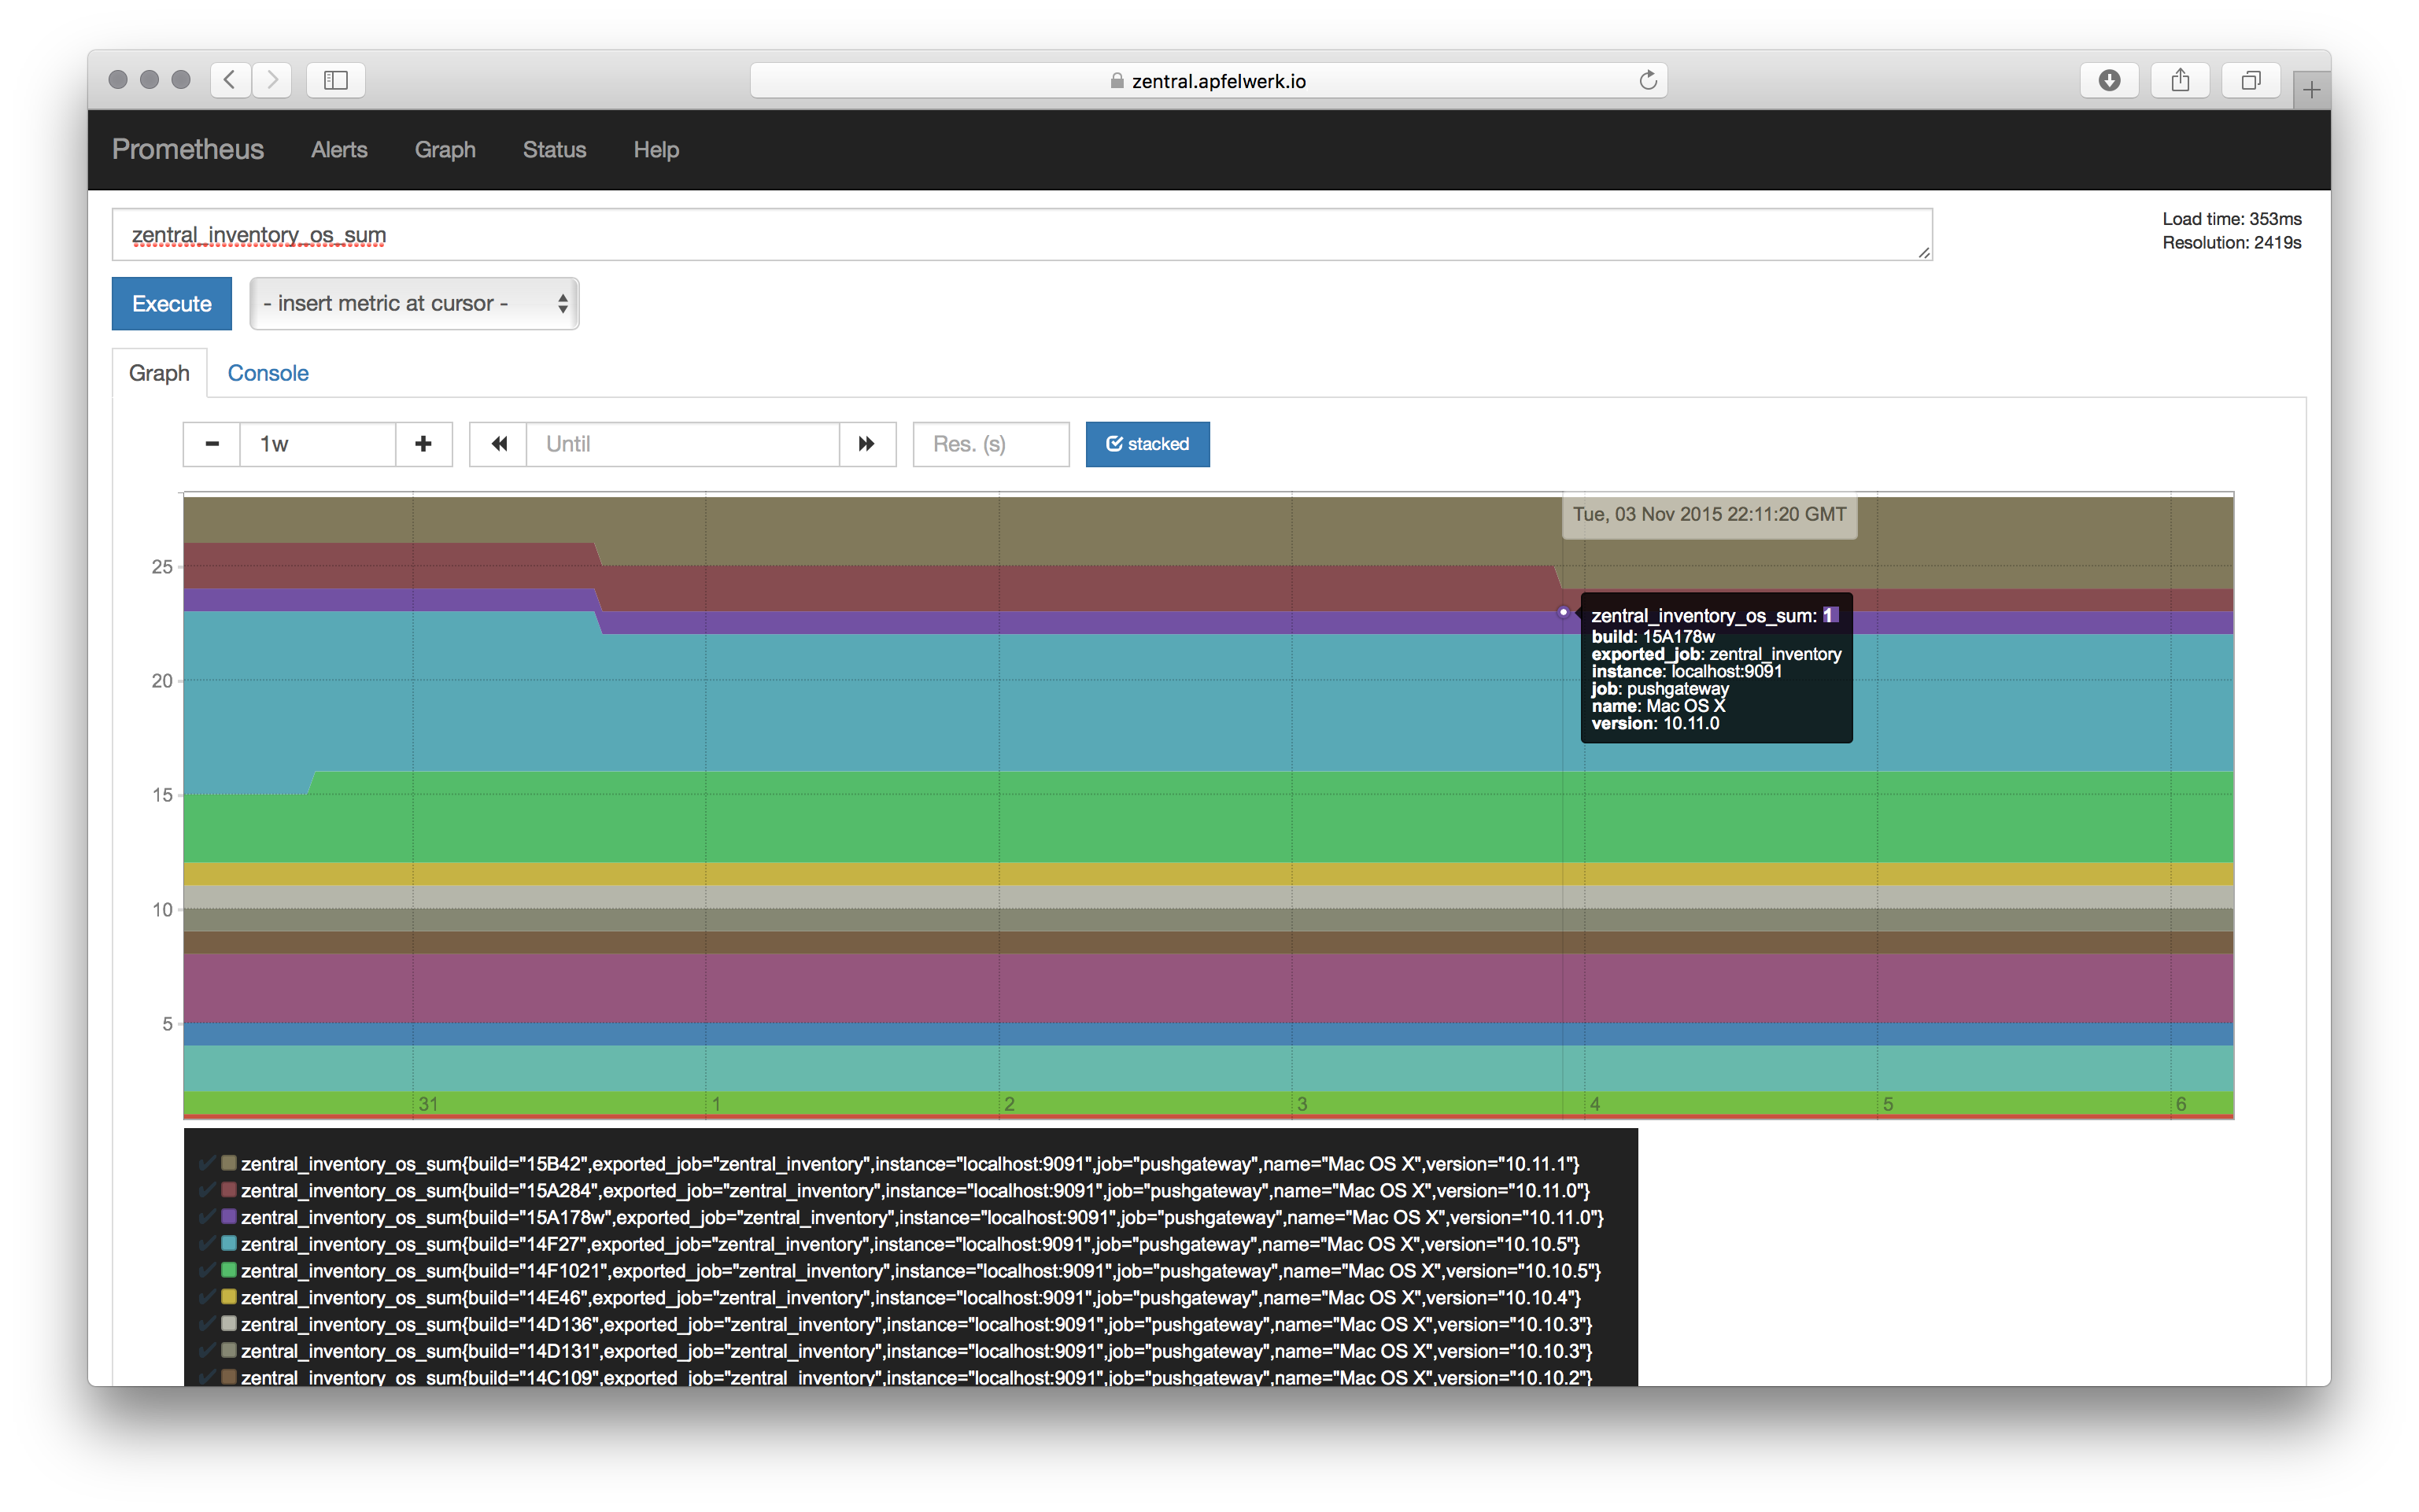 zentral.apfelwerk.io
Prometheus Alerts Graph Status Help
zentral_inventory_os_sum
Load time: 353ms
Resolution: 2419s
Execute - insert metric at cursor -
Graph Console
1w Until Res. (s) stacked
Tue, 03 Nov 2015 22:11:20 GMT
25
zentral_inventory_os_sum: 1
build: 15A178w
exported_job: zentral_inventory
instance: localhost:9091
job: pushgateway
name: Mac OS X
version: 10.11.0
20
15
10
5
31 1 2 3 4 5 6
zentral_inventory_os_sum{build="15B42",exported_job="zentral_inventory",instance="localhost:9091",job="pushgateway",name="Mac OS X",version="10.11.1"}
zentral_inventory_os_sum{build="15A284",exported_job="zentral_inventory",instance="localhost:9091",job="pushgateway",name="Mac OS X",version="10.11.0"}
zentral_inventory_os_sum{build="15A178w",exported_job="zentral_inventory",instance="localhost:9091",job="pushgateway",name="Mac OS X",version="10.11.0"}
zentral_inventory_os_sum{build="14F27",exported_job="zentral_inventory",instance="localhost:9091",job="pushgateway",name="Mac OS X",version="10.10.5"}
zentral_inventory_os_sum{build="14F1021",exported_job="zentral_inventory",instance="localhost:9091",job="pushgateway",name="Mac OS X",version="10.10.5"}
zentral_inventory_os_sum{build="14E46",exported_job="zentral_inventory",instance="localhost:9091",job="pushgateway",name="Mac OS X",version="10.10.4"}
zentral_inventory_os_sum{build="14D136",exported_job="zentral_inventory",instance="localhost:9091",job="pushgateway",name="Mac OS X",version="10.10.3"}
zentral_inventory_os_sum{build="14D131",exported_job="zentral_inventory",instance="localhost:9091",job="pushgateway",name="Mac OS X",version="10.10.3"}
zentral_inventory_os_sum{build="14C109",exported_job="zentral_inventory",instance="localhost:9091",job="pushgateway",name="Mac OS X",version="10.10.2"}